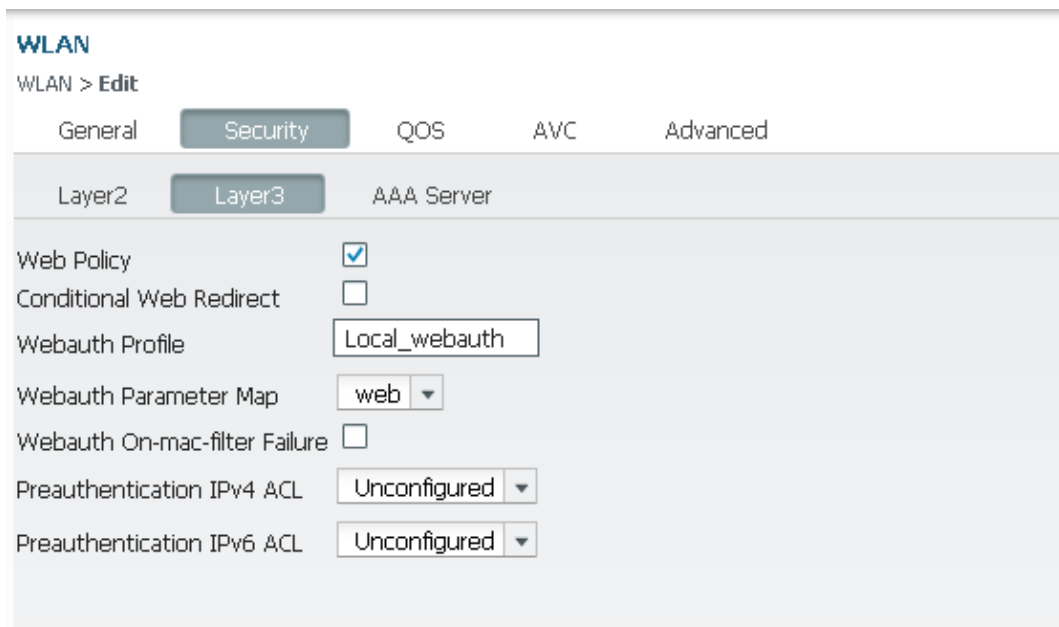 WLAN
WLAN > Edit
General Security QOS AVC Advanced
Layer2 Layer3 AAA Server
Web Policy
Conditional Web Redirect
Webauth Profile Local_webauth
Webauth Parameter Map web
Webauth On-mac-filter Failure
Preauthentication IPv4 ACL Unconfigured
Preauthentication IPv6 ACL Unconfigured